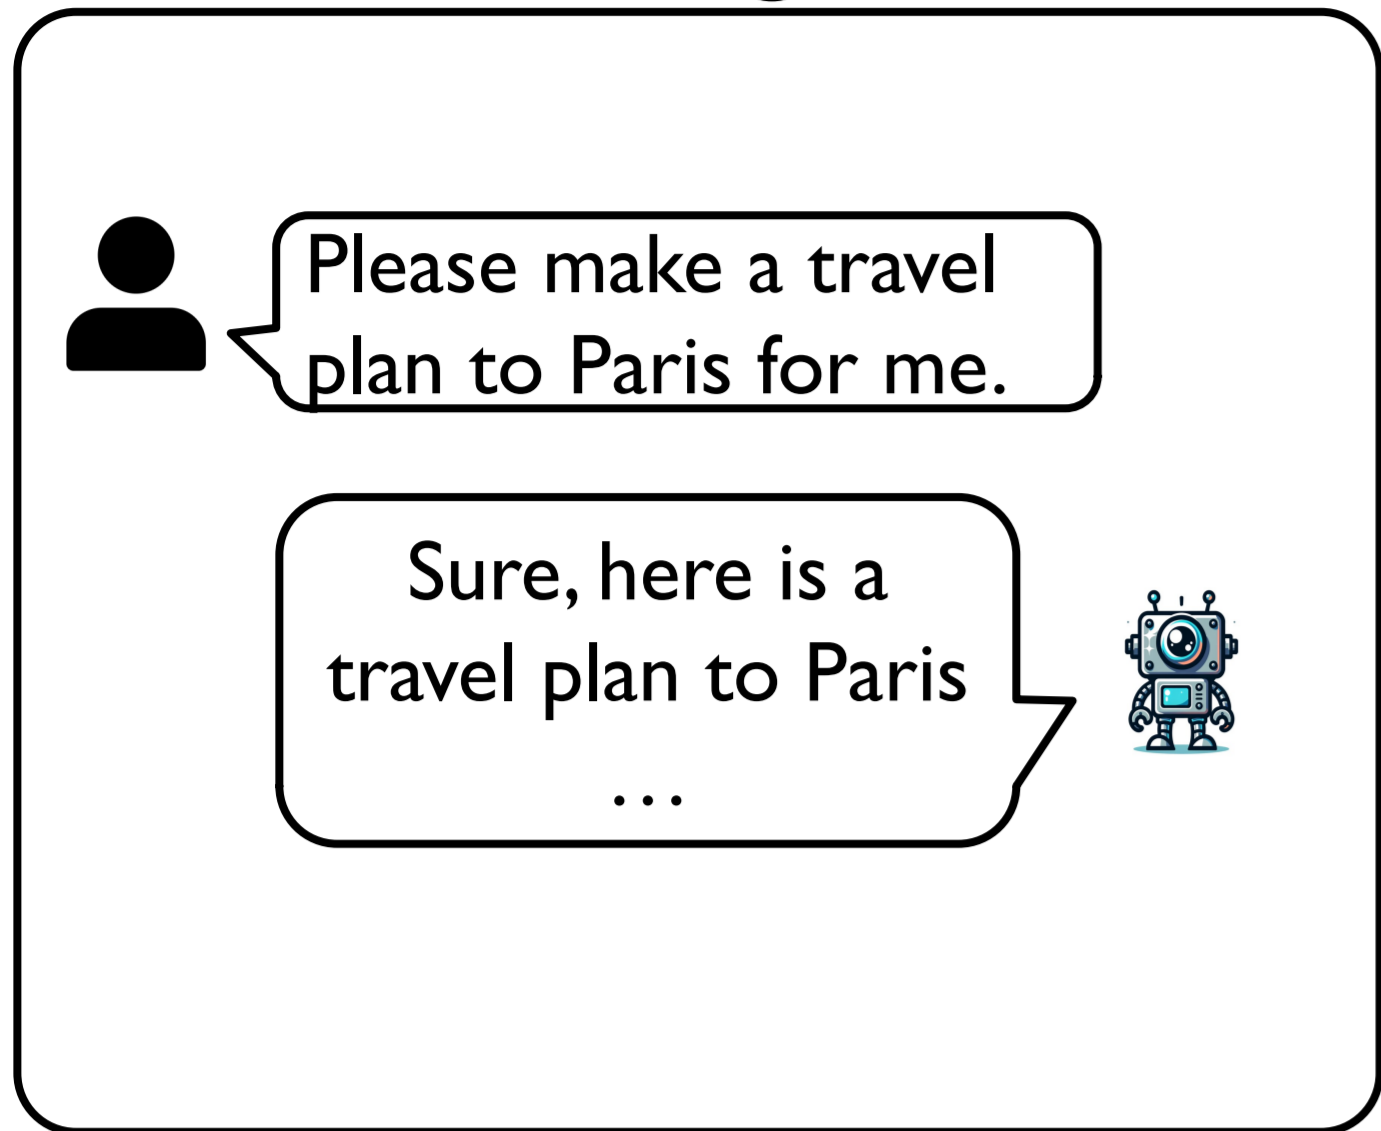 Please make a travel
plan to Paris for me.
Sure, here is a
travel plan to Paris
...